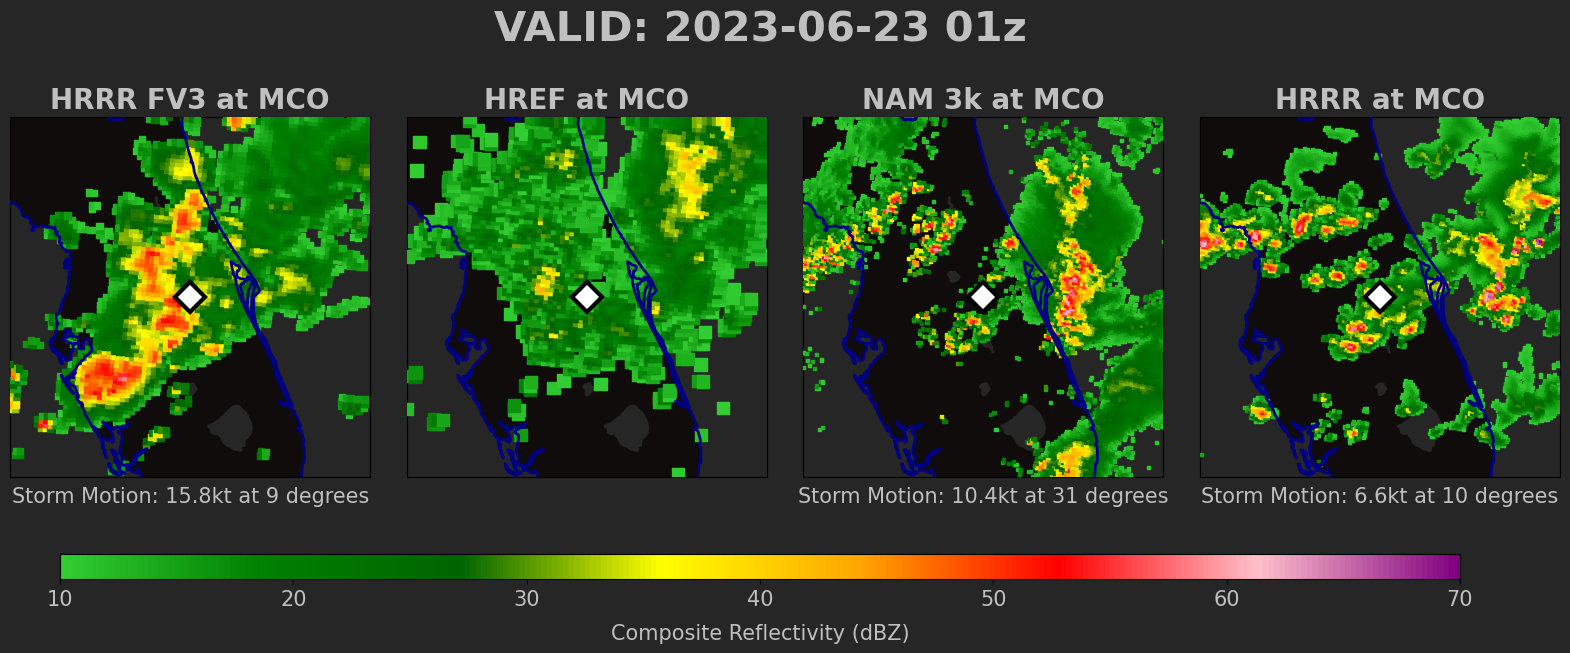 VALID: 2023-06-23 01z
HRRR FV3 at MCO
HREF at MCO
NAM 3k at MCO
HRRR at MCO
Storm Motion: 15.8kt at 9 degrees
Storm Motion: 10.4kt at 31 degrees
Storm Motion: 6.6kt at 10 degrees
10 20 30 40 50 60 70
Composite Reflectivity (dBZ)